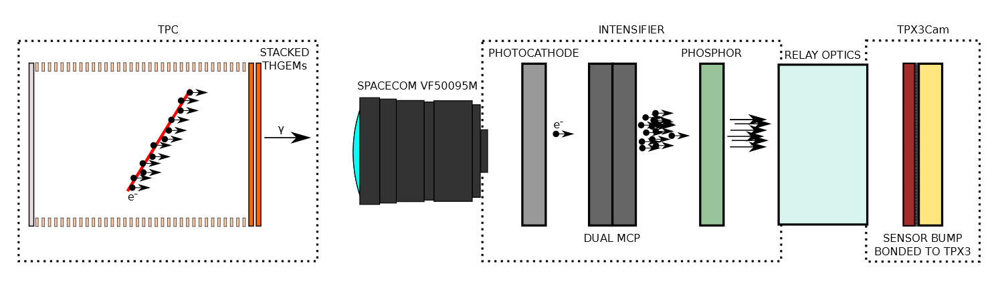 TPC
STACKED
THGEMs
e-
γ
SPACECOM VF50095M
INTENSIFIER
PHOTOCATHODE
e-
DUAL MCP
PHOSPHOR
RELAY OPTICS
TPX3Cam
SENSOR BUMP
BONDED TO TPX3